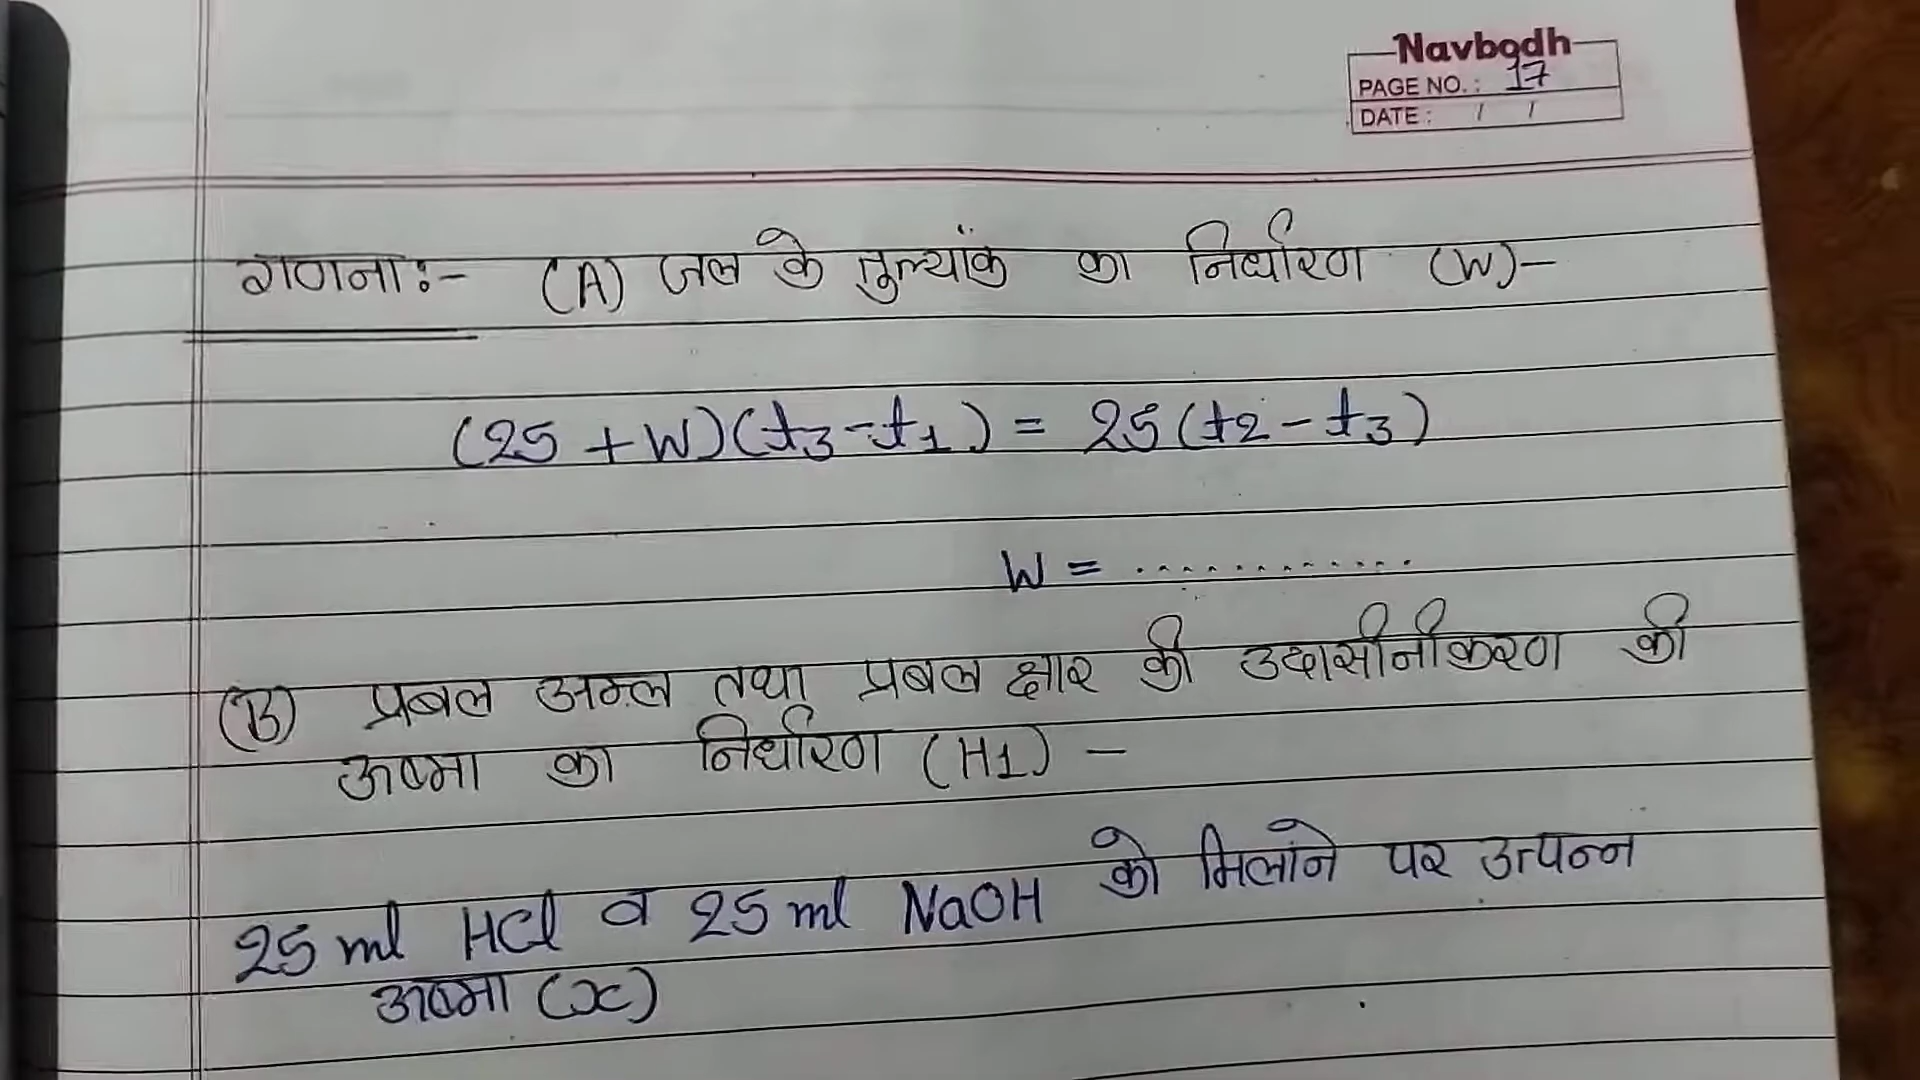 Navbodh
PAGE NO.: 17
DATE: / /
गणना:- (A) जल के तुल्यांक का निर्धारण (W)-
(25 + W)(t3-t1) = 25(t2-t3)
W = .............
(B) प्रबल अम्ल तथा प्रबल क्षार की उदासीनीकरण की
ऊष्मा का निर्धारण (H1) -
25 ml HCl व 25 ml NaOH को मिलाने पर उत्पन्न
ऊष्मा (x)